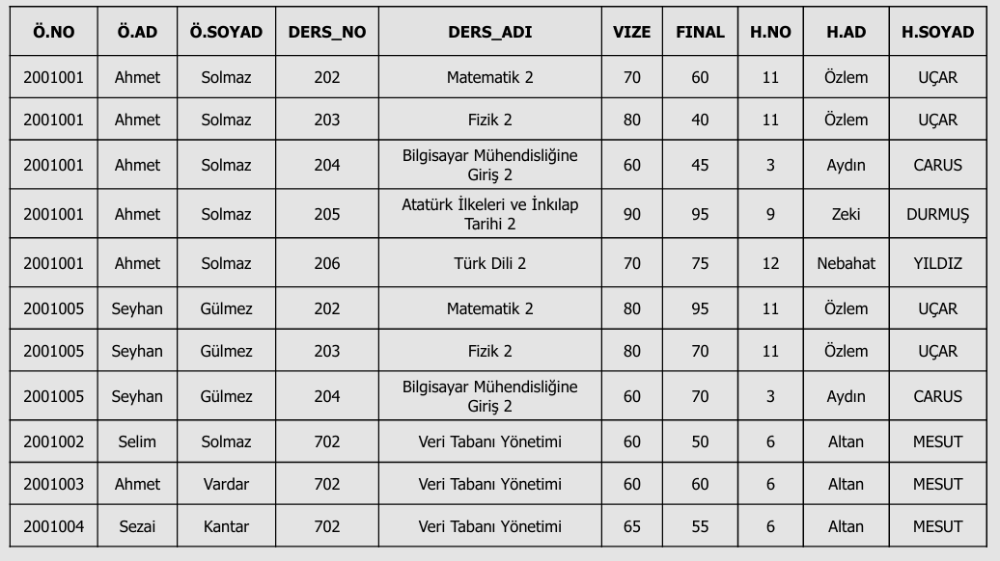 Ö.NO Ö.AD Ö.SOYAD DERS_NO DERS_ADI VIZE FINAL H.NO H.AD H.SOYAD
2001001 Ahmet Solmaz 202 Matematik 2 70 60 11 Özlem UÇAR
2001001 Ahmet Solmaz 203 Fizik 2 80 40 11 Özlem UÇAR
2001001 Ahmet Solmaz 204 Bilgisayar Mühendisliğine
Giriş 2 60 45 3 Aydın CARUS
2001001 Ahmet Solmaz 205 Atatürk İlkeleri ve İnkılap
Tarihi 2 90 95 9 Zeki DURMUŞ
2001001 Ahmet Solmaz 206 Türk Dili 2 70 75 12 Nebahat YILDIZ
2001005 Seyhan Gülmez 202 Matematik 2 80 95 11 Özlem UÇAR
2001005 Seyhan Gülmez 203 Fizik 2 80 70 11 Özlem UÇAR
2001005 Seyhan Gülmez 204 Bilgisayar Mühendisliğine
Giriş 2 60 70 3 Aydın CARUS
2001002 Selim Solmaz 702 Veri Tabanı Yönetimi 60 50 6 Altan MESUT
2001003 Ahmet Vardar 702 Veri Tabanı Yönetimi 60 60 6 Altan MESUT
2001004 Sezai Kantar 702 Veri Tabanı Yönetimi 65 55 6 Altan MESUT